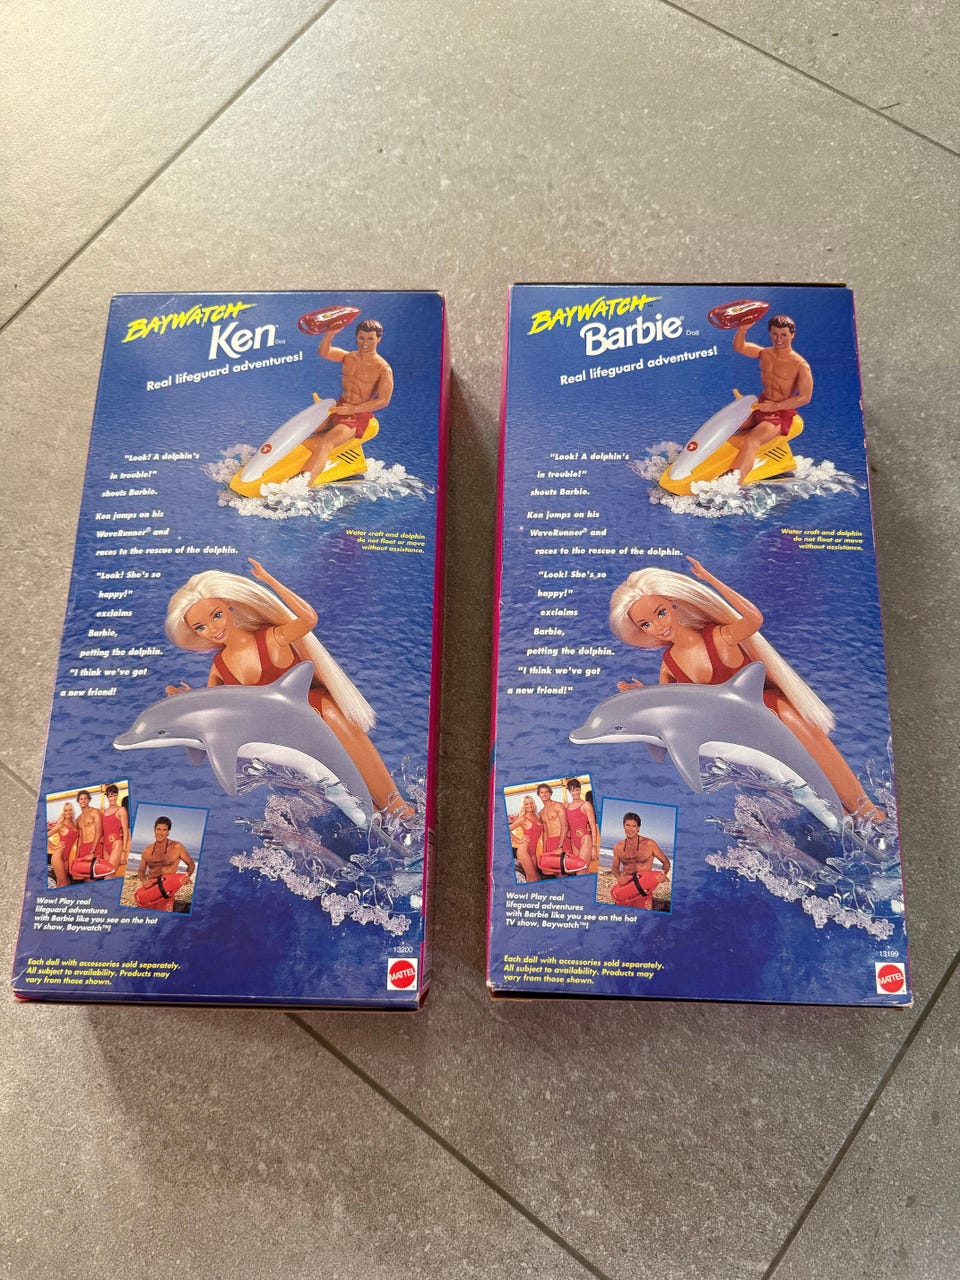 BAYWATCH
Ken Doll
Real lifeguard adventures!
"Look! A dolphin's
in trouble!"
shouts Barbie.
Ken jumps on his
WaveRunner® and
races to the rescue of the dolphin.
Water craft and dolphin
do not float or move
without assistance.
"Look! She's so
happy!"
exclaims
Barbie,
petting the dolphin.
"I think we've got
a new friend!
Wow! Play real
lifeguard adventures
with Barbie like you see on the hot
TV show, Baywatch™!
13200
Each doll with accessories sold separately.
All subject to availability. Products may
vary from those shown.
MATTEL
BAYWATCH™
Barbie® Doll
Real lifeguard adventures!
"Look! A dolphin's
in trouble!"
shouts Barbie.
Ken jumps on his
WaveRunner® and
races to the rescue of the dolphin.
Water craft and dolphin
do not float or move
without assistance.
"Look! She's so
happy!"
exclaims
Barbie,
petting the dolphin.
"I think we've got
a new friend!"
Wow! Play real
lifeguard adventures
with Barbie like you see on the hot
TV show, Baywatch™!
13199
Each doll with accessories sold separately.
All subject to availability. Products may
vary from those shown.
MATTEL